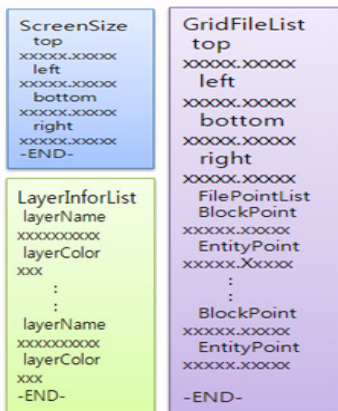 ScreenSize
top
xxxxx.xxxxx
left
xxxxx.xxxxx
bottom
xxxxx.xxxxx
right
xxxxx.xxxxx
-END-
LayerInforList
layerName
xxxxxxxxxx
layerColor
xxx
:
:
layerName
xxxxxxxxxx
layerColor
xxx
-END-
GridFileList
top
xxxxx.xxxxx
left
xxxxx.xxxxx
bottom
xxxxx.xxxxx
right
xxxxx.xxxxx
FilePointList
BlockPoint
xxxxx.xxxxx
EntityPoint
xxxxx.Xxxxx
:
:
BlockPoint
xxxxx.xxxxx
EntityPoint
xxxxx.xxxxx
-END-